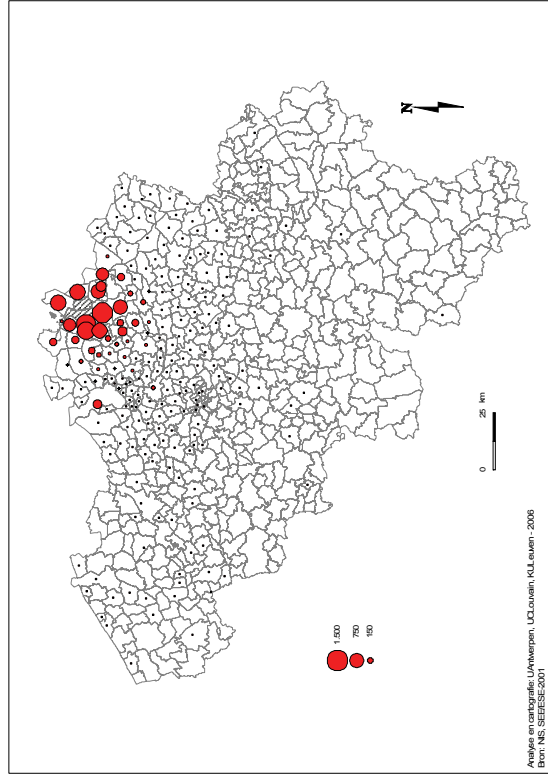 N
0 25 km
1.500
750
150
Analyse en cartografie: UAntwerpen, UCLouvain, KULeuven - 2006
Bron: NIS, SEE/ESE-2001